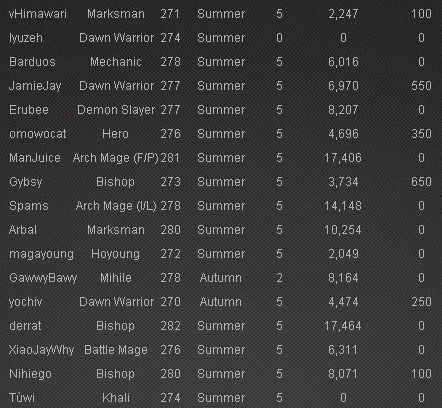 vHimawari Marksman 271 Summer 5 2,247 100
Iyuzeh Dawn Warrior 274 Summer 0 0 0
Barduos Mechanic 278 Summer 5 6,016 0
JamieJay Dawn Warrior 277 Summer 5 6,970 550
Erubee Demon Slayer 277 Summer 5 8,207 0
omowocat Hero 276 Summer 5 4,696 350
ManJuice Arch Mage (F/P) 281 Summer 5 17,406 0
Gybsy Bishop 273 Summer 5 3,734 650
Spams Arch Mage (I/L) 278 Summer 5 14,148 0
Arbal Marksman 280 Summer 5 10,254 0
magayoung Hoyoung 272 Summer 5 2,049 0
GawwyBawy Mihile 278 Autumn 2 8,164 0
yochiv Dawn Warrior 270 Autumn 5 4,474 250
derrat Bishop 282 Summer 5 17,464 0
XiaoJayWhy Battle Mage 276 Summer 5 6,311 0
Nihiego Bishop 280 Summer 5 8,071 100
Tùwi Khali 274 Summer 5 0 0